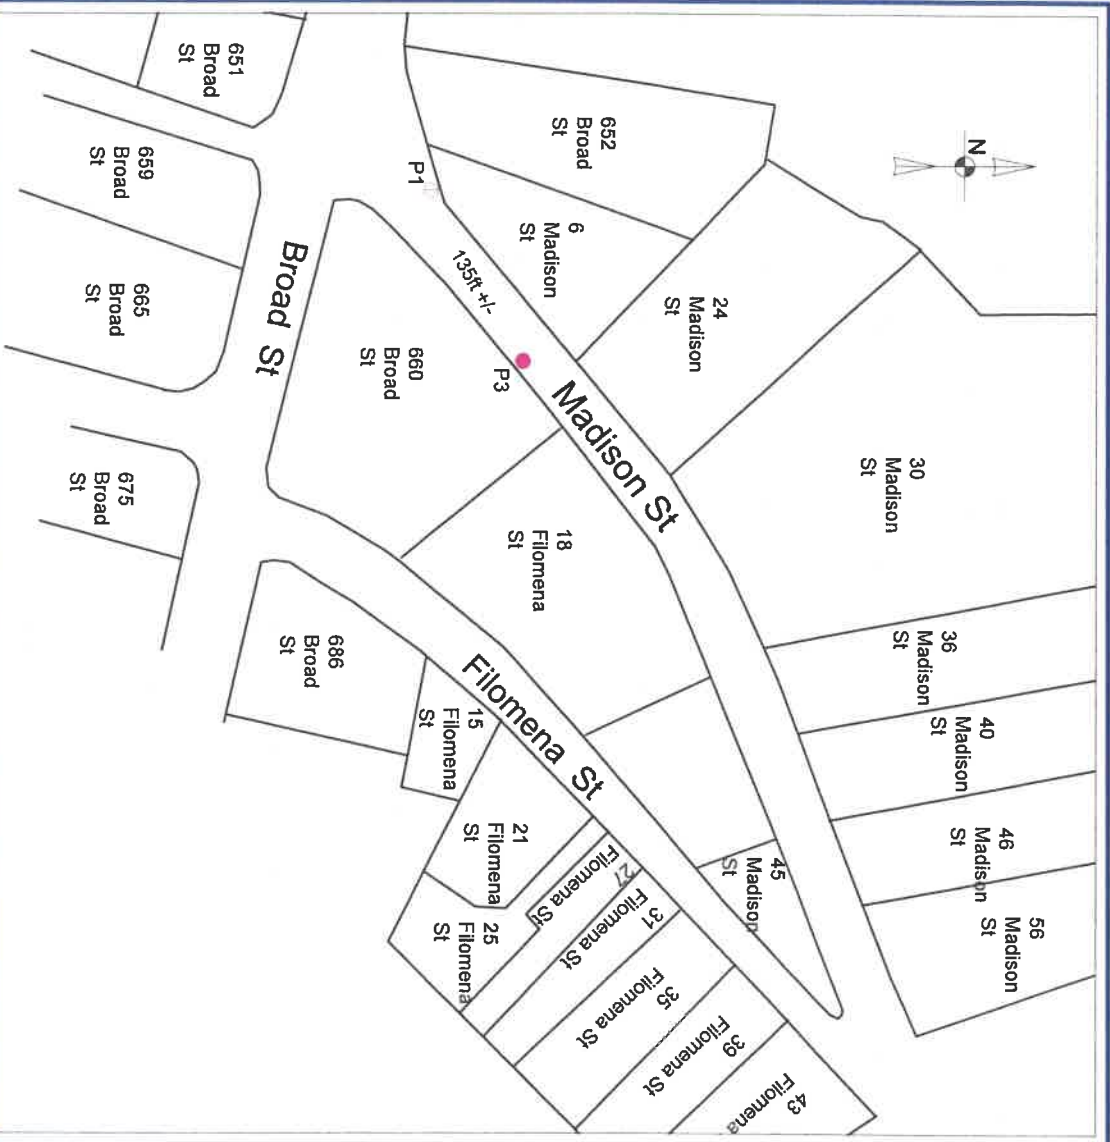 N
651
Broad
St
652
Broad
St
659
Broad
St
P1
6
Madison
St
665
Broad
St
Broad St
135ft +/-
24
Madison
St
660
Broad
St
P3
Madison St
30
Madison
St
675
Broad
St
18
Filomena
St
36
Madison
St
686
Broad
St
15
Filomena
St
Filomena St
40
Madison
St
21
Filomena
St
46
Madison
St
45
Madison
St
27
Filomena St
25
Filomena
St
31
Filomena St
56
Madison
St
35
Filomena St
39
Filomena St
43
Filomena